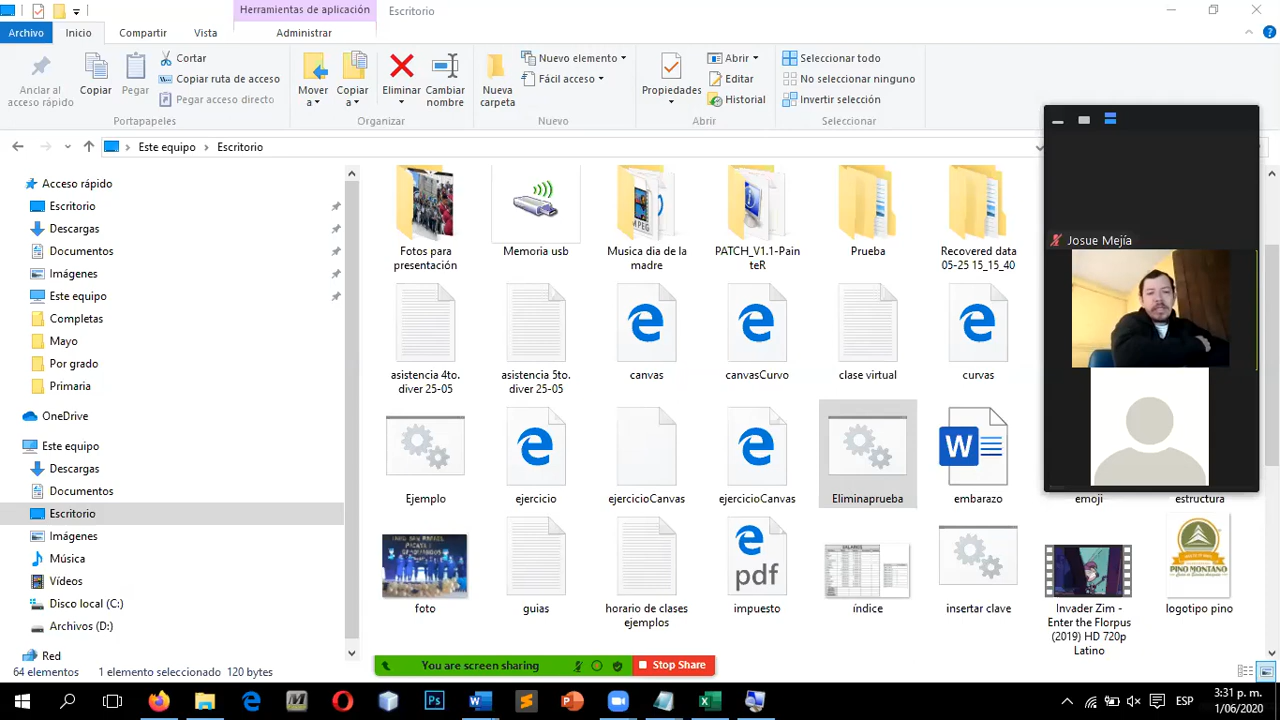 Herramientas de aplicación
Escritorio
Archivo
Inicio
Compartir
Vista
Administrar
Anclar al
acceso rápido
Copiar
Pegar
Cortar
Copiar ruta de acceso
Pegar acceso directo
Mover
a
Copiar
a
Eliminar
Cambiar
nombre
Nueva
carpeta
Nuevo elemento
Fácil acceso
Propiedades
Abrir
Editar
Historial
Seleccionar todo
No seleccionar ninguno
Invertir selección
Portapapeles
Organizar
Nuevo
Abrir
Seleccionar
Este equipo
Escritorio
Acceso rápido
Escritorio
Descargas
Documentos
Imágenes
Este equipo
Completas
Mayo
Por grado
Primaria
OneDrive
Este equipo
Descargas
Documentos
Escritorio
Imágenes
Música
Vídeos
Disco local (C:)
Archivos (D:)
Red
Fotos para
presentación
Memoria usb
Musica dia de la
madre
PATCH_V1.1-Pain
teR
Prueba
Recovered data
05-25 15_15_40
asistencia 4to.
diver 25-05
asistencia 5to.
diver 25-05
canvas
canvasCurvo
clase virtual
curvas
Ejemplo
ejercicio
ejercicioCanvas
ejercicioCanvas
Eliminaprueba
embarazo
emoji
estructura
foto
guias
horario de clases
ejemplos
pdf
impuesto
índice
insertar clave
Invader Zim -
Enter the Florpus
(2019) HD 720p
Latino
PINO MONTANO
logotipo pino
Josue Mejía
64 elementos
1 elemento seleccionado 120 bytes
You are screen sharing
Stop Share
ESP
3:31 p. m.
1/06/2020